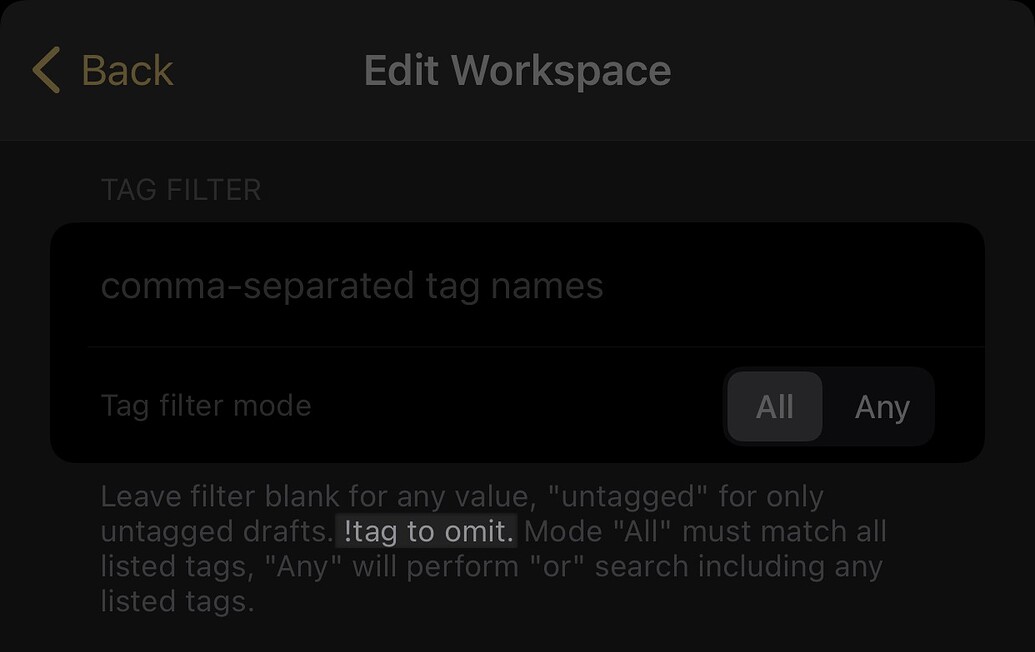 Back
Edit Workspace
TAG FILTER
comma-separated tag names
Tag filter mode
All
Any
Leave filter blank for any value, "untagged" for only
untagged drafts. !tag to omit. Mode "All" must match all
listed tags, "Any" will perform "or" search including any
listed tags.